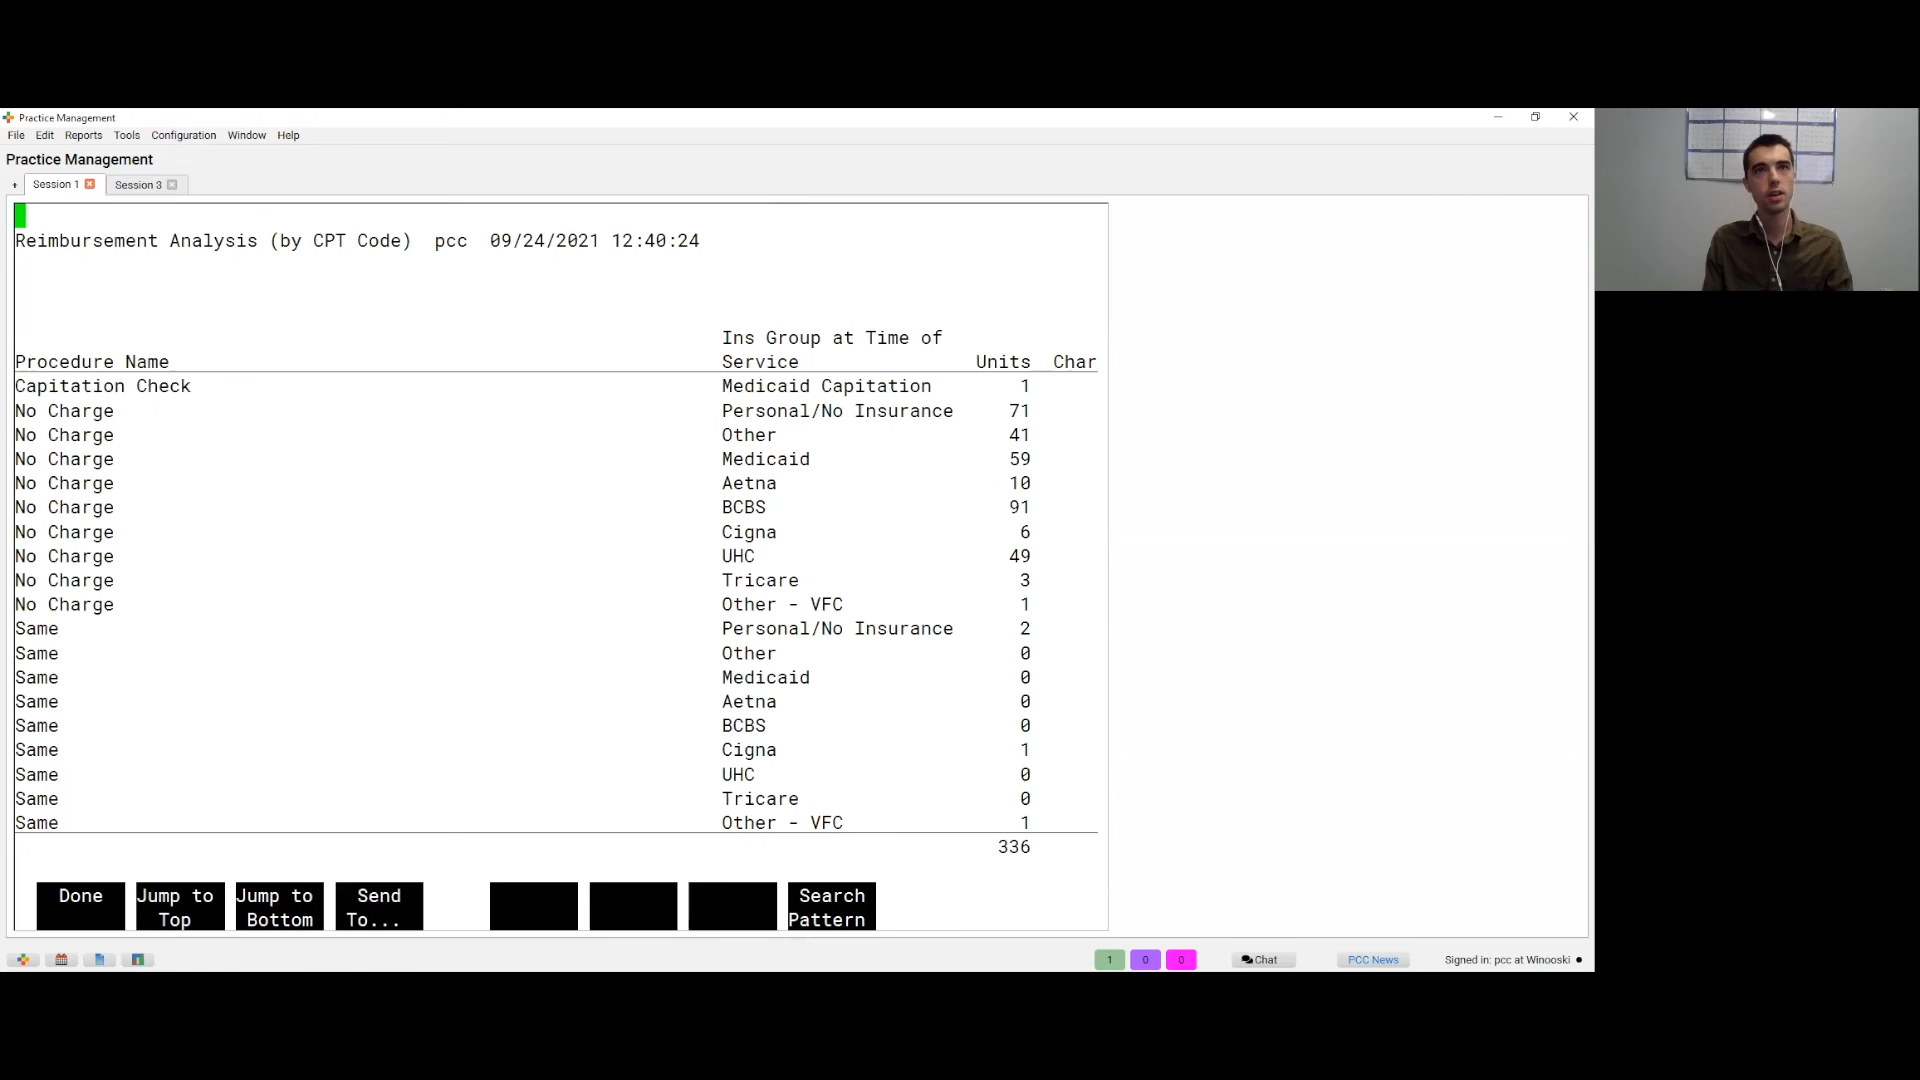 Practice Management
File Edit Reports Tools Configuration Window Help
Practice Management
+ Session 1 Session 3
Reimbursement Analysis (by CPT Code) pcc 09/24/2021 12:40:24
Ins Group at Time of
Procedure Name Service Units Char
Capitation Check Medicaid Capitation 1
No Charge Personal/No Insurance 71
No Charge Other 41
No Charge Medicaid 59
No Charge Aetna 10
No Charge BCBS 91
No Charge Cigna 6
No Charge UHC 49
No Charge Tricare 3
No Charge Other - VFC 1
Same Personal/No Insurance 2
Same Other 0
Same Medicaid 0
Same Aetna 0
Same BCBS 0
Same Cigna 1
Same UHC 0
Same Tricare 0
Same Other - VFC 1
336
Done Jump to Jump to Send Search
Top Bottom To... Pattern
1 0 0 Chat PCC News Signed in: pcc at Winooski